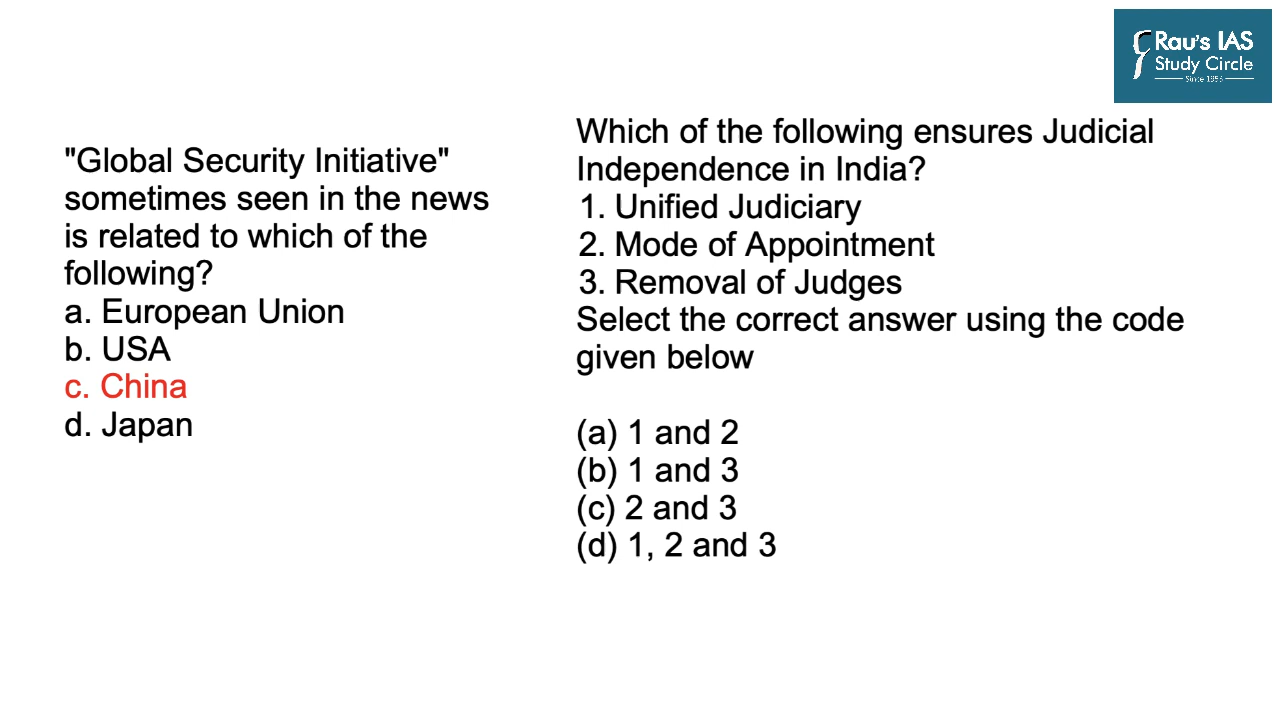 Rau's IAS
Study Circle
Since 1953
"Global Security Initiative"
sometimes seen in the news
is related to which of the
following?
a. European Union
b. USA
c. China
d. Japan
Which of the following ensures Judicial
Independence in India?
1. Unified Judiciary
2. Mode of Appointment
3. Removal of Judges
Select the correct answer using the code
given below
(a) 1 and 2
(b) 1 and 3
(c) 2 and 3
(d) 1, 2 and 3